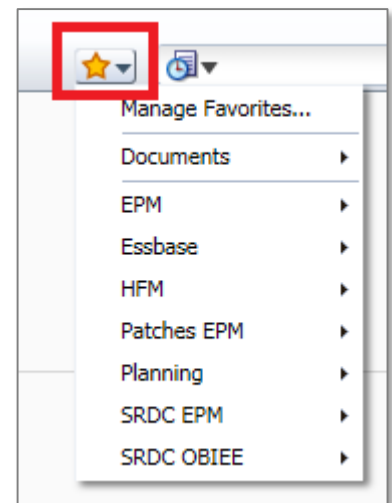 Manage Favorites...
Documents
EPM
Essbase
HFM
Patches EPM
Planning
SRDC EPM
SRDC OBIEE